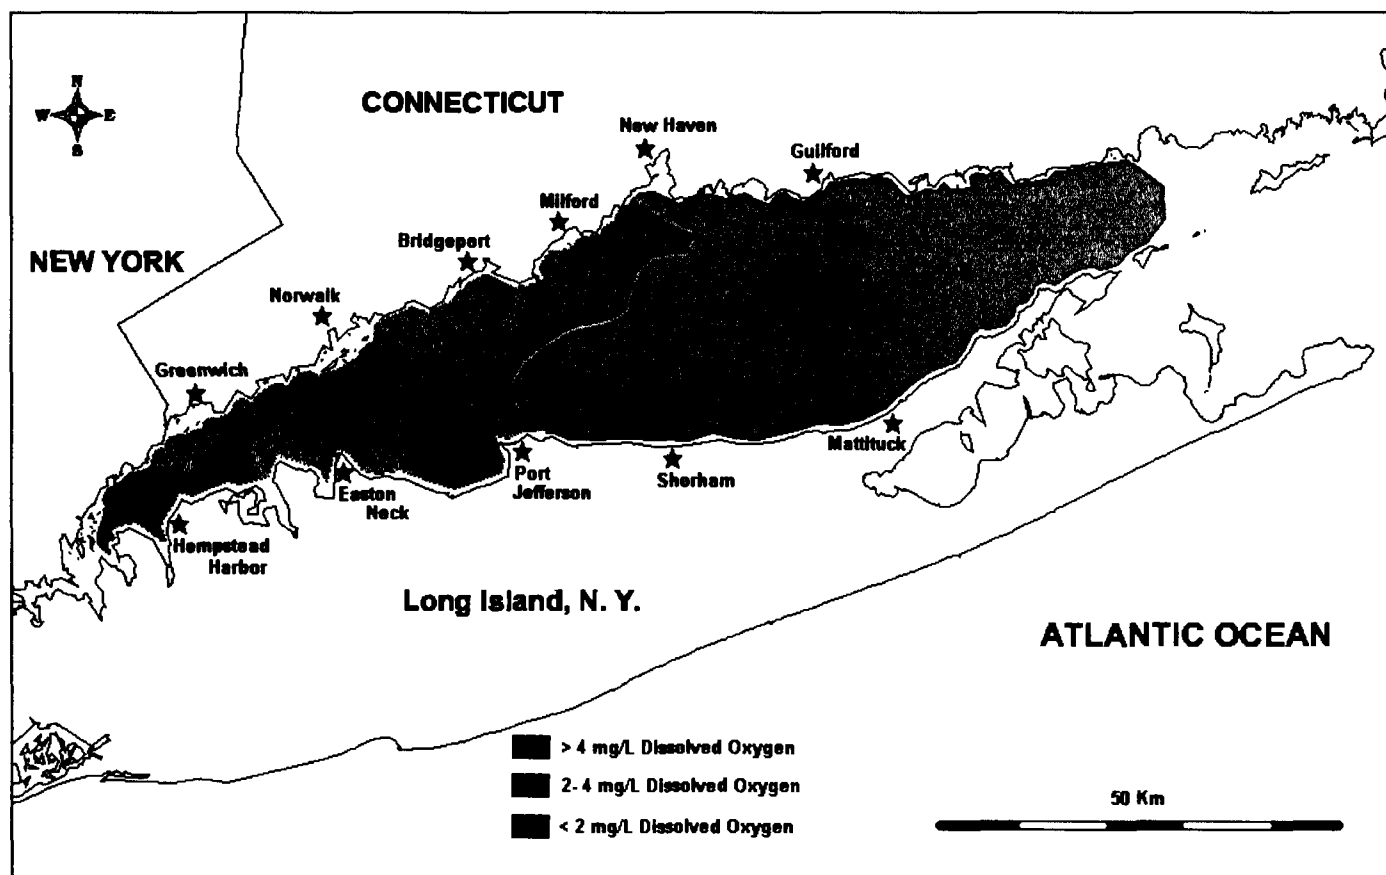 N
W E
S
CONNECTICUT
New Haven
Guilford
Milford
Bridgeport
NEW YORK
Norwalk
Greenwich
Mattituck
Port
Jefferson
Shorham
Easton
Neck
Hempstead
Harbor
Long Island, N. Y.
ATLANTIC OCEAN
> 4 mg/L Dissolved Oxygen
2-4 mg/L Dissolved Oxygen
< 2 mg/L Dissolved Oxygen
50 Km